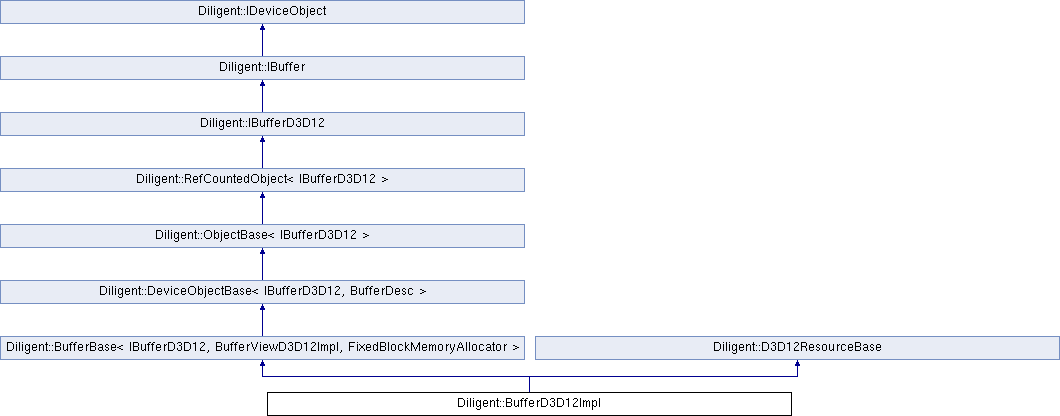 Diligent::IDeviceObject
Diligent::IBuffer
Diligent::IBufferD3D12
Diligent::RefCountedObject< IBufferD3D12 >
Diligent::ObjectBase< IBufferD3D12 >
Diligent::DeviceObjectBase< IBufferD3D12, BufferDesc >
Diligent::BufferBase< IBufferD3D12, BufferViewD3D12Impl, FixedBlockMemoryAllocator >
Diligent::D3D12ResourceBase
Diligent::BufferD3D12Impl